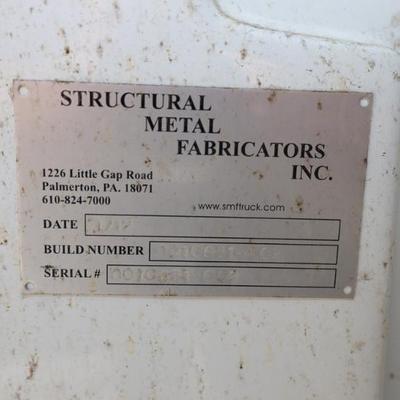 STRUCTURAL
METAL
FABRICATORS
INC.
1226 Little Gap Road
Palmerton, PA. 18071
610-824-7000
www.smftruck.com
DATE
BUILD NUMBER
SERIAL #